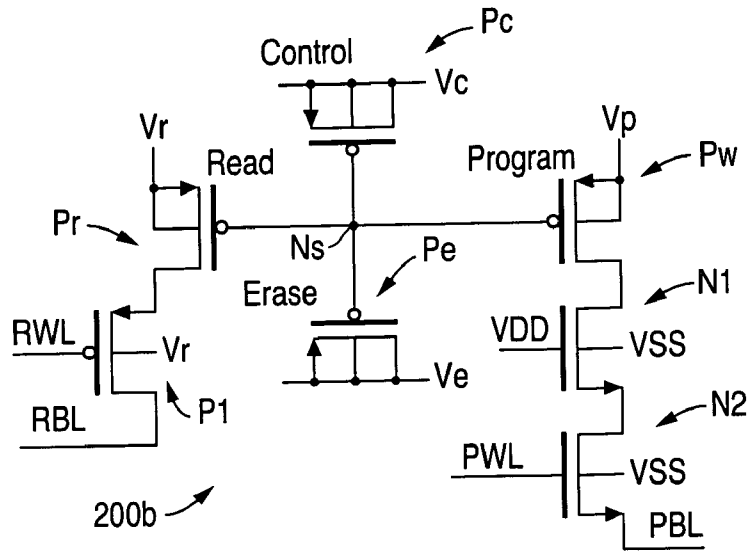 Pc
Control
Vc
Vr
Read
Program
Vp
Pw
Pr
Ns
Pe
Erase
N1
RWL
Vr
VDD
VSS
Ve
P1
N2
RBL
PWL
VSS
200b
PBL